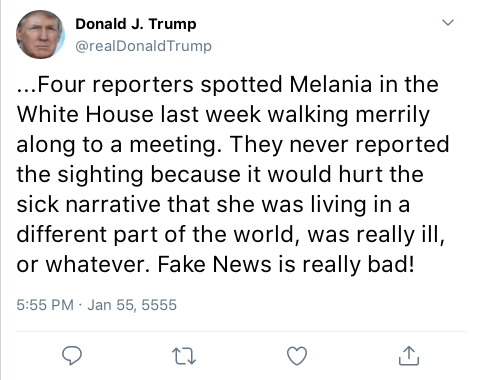 Donald J. Trump
@realDonaldTrump
...Four reporters spotted Melania in the
White House last week walking merrily
along to a meeting. They never reported
the sighting because it would hurt the
sick narrative that she was living in a
different part of the world, was really ill,
or whatever. Fake News is really bad!
5:55 PM · Jan 55, 5555